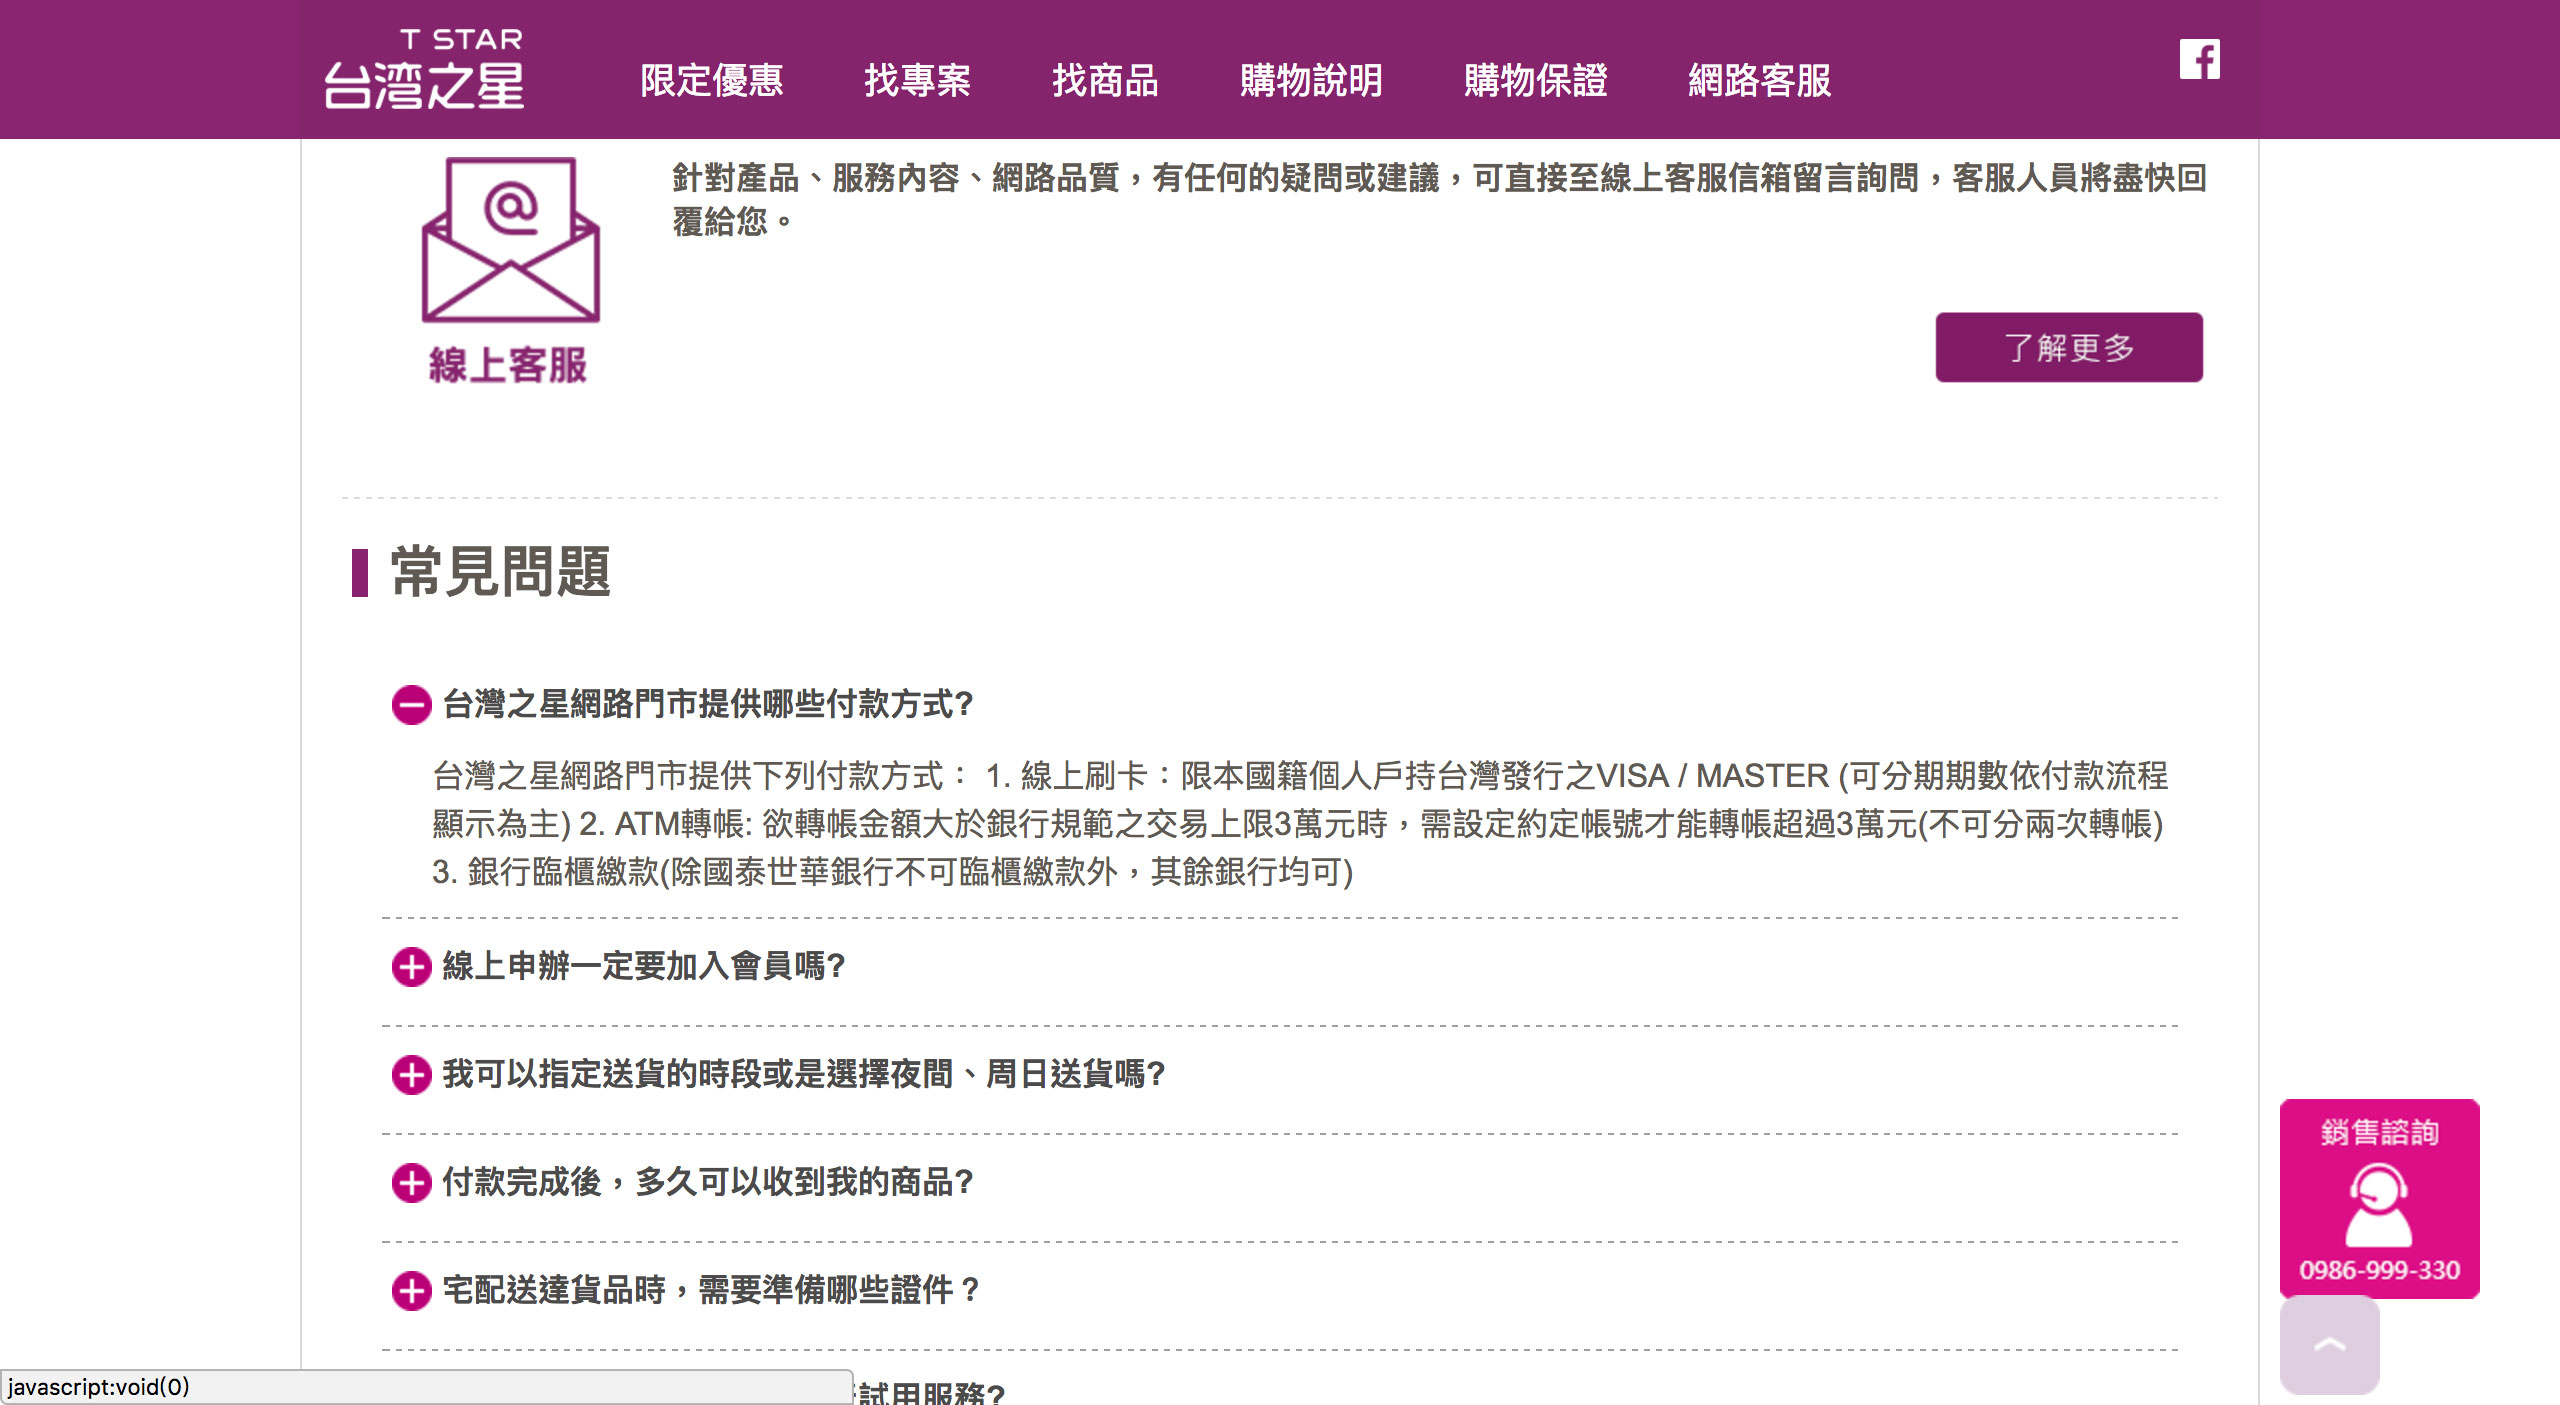 T STAR
台灣之星
限定優惠
找專案
找商品
購物說明
購物保證
網路客服
針對產品、服務內容、網路品質，有任何的疑問或建議，可直接至線上客服信箱留言詢問，客服人員將盡快回
覆給您。
線上客服
了解更多
常見問題
台灣之星網路門市提供哪些付款方式?
台灣之星網路門市提供下列付款方式： 1. 線上刷卡：限本國籍個人戶持台灣發行之VISA / MASTER (可分期期數依付款流程
顯示為主) 2. ATM轉帳: 欲轉帳金額大於銀行規範之交易上限3萬元時，需設定約定帳號才能轉帳超過3萬元(不可分兩次轉帳)
3. 銀行臨櫃繳款(除國泰世華銀行不可臨櫃繳款外，其餘銀行均可)
線上申辦一定要加入會員嗎?
我可以指定送貨的時段或是選擇夜間、周日送貨嗎?
付款完成後，多久可以收到我的商品?
宅配送達貨品時，需要準備哪些證件？
銷售諮詢
0986-999-330
javascript:void(0)
試用服務?